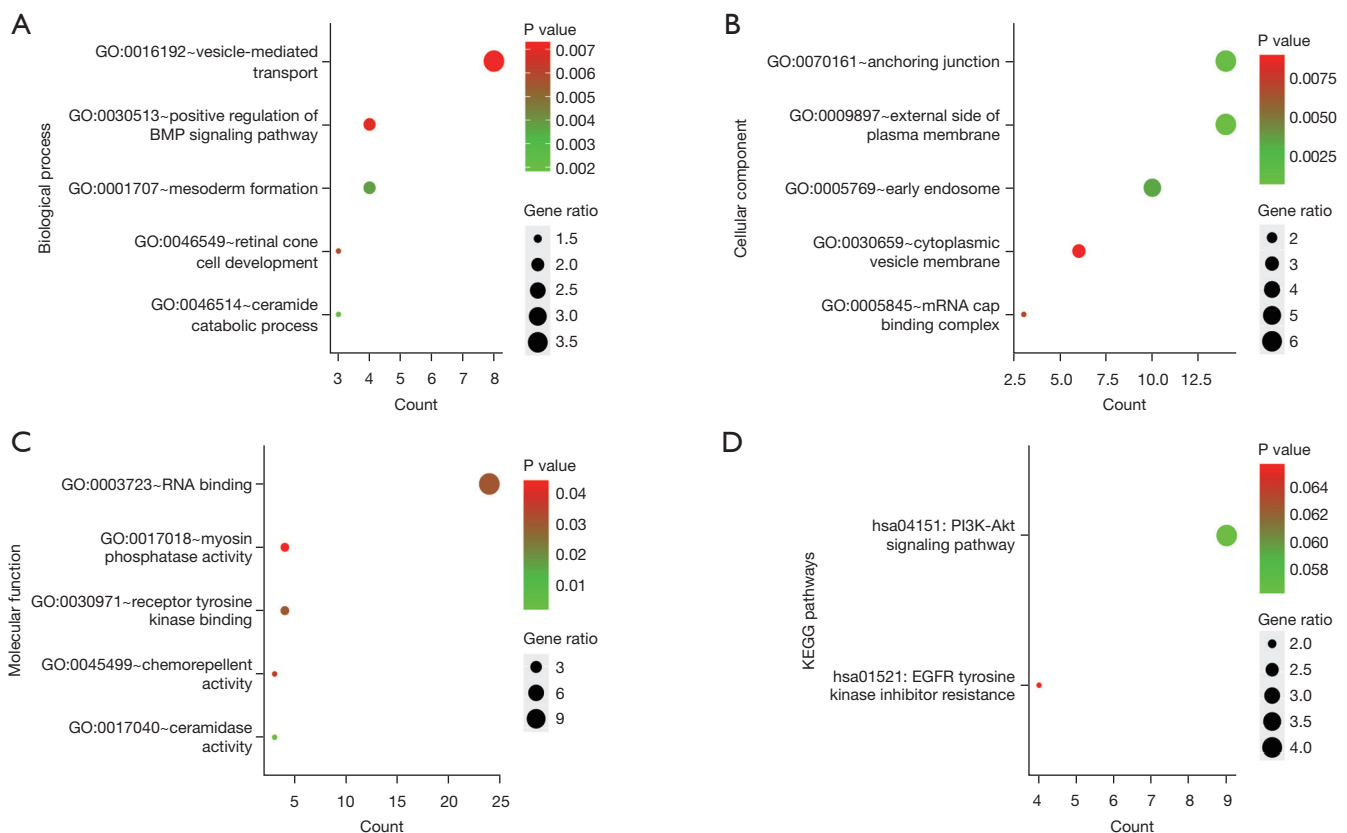 A
Biological process
GO:0016192~vesicle-mediated
transport
GO:0030513~positive regulation of
BMP signaling pathway
GO:0001707~mesoderm formation
GO:0046549~retinal cone
cell development
GO:0046514~ceramide
catabolic process
3 4 5 6 7 8
Count
P value
0.007
0.006
0.005
0.004
0.003
0.002
Gene ratio
1.5
2.0
2.5
3.0
3.5
B
Cellular component
GO:0070161~anchoring junction
GO:0009897~external side of
plasma membrane
GO:0005769~early endosome
GO:0030659~cytoplasmic
vesicle membrane
GO:0005845~mRNA cap
binding complex
2.5 5.0 7.5 10.0 12.5
Count
P value
0.0075
0.0050
0.0025
Gene ratio
2
3
4
5
6
C
Molecular function
GO:0003723~RNA binding
GO:0017018~myosin
phosphatase activity
GO:0030971~receptor tyrosine
kinase binding
GO:0045499~chemorepellent
activity
GO:0017040~ceramidase
activity
5 10 15 20 25
Count
P value
0.04
0.03
0.02
0.01
Gene ratio
3
6
9
D
KEGG pathways
hsa04151: PI3K-Akt
signaling pathway
hsa01521: EGFR tyrosine
kinase inhibitor resistance
4 5 6 7 8 9
Count
P value
0.064
0.062
0.060
0.058
Gene ratio
2.0
2.5
3.0
3.5
4.0